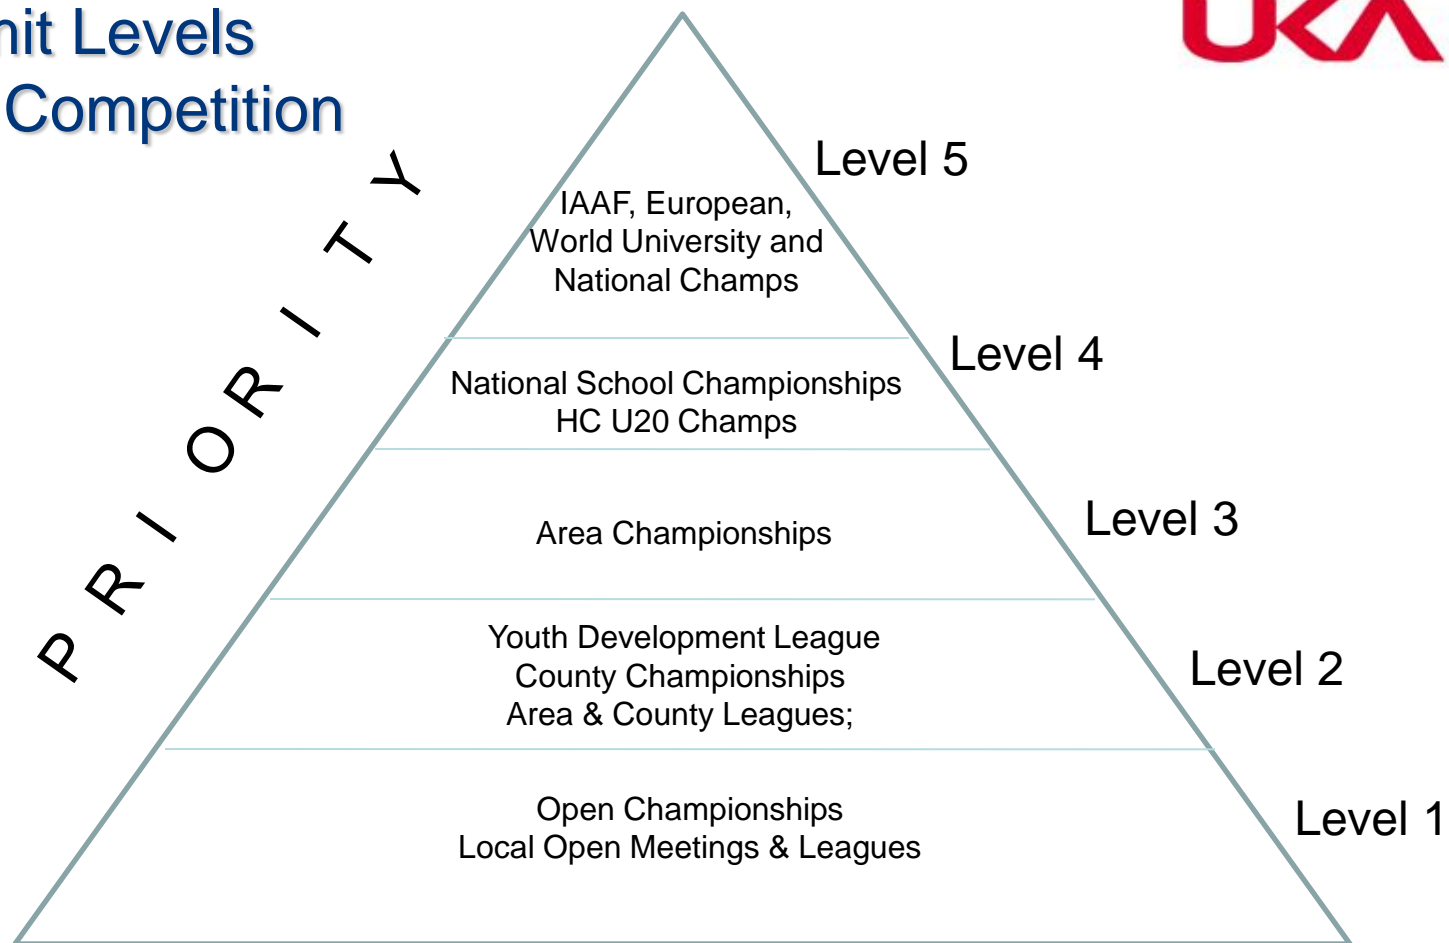 nit Levels
Competition
UKA
PRIORITY
Level 5
IAAF, European,
World University and
National Champs
Level 4
National School Championships
HC U20 Champs
Level 3
Area Championships
Level 2
Youth Development League
County Championships
Area & County Leagues;
Level 1
Open Championships
Local Open Meetings & Leagues